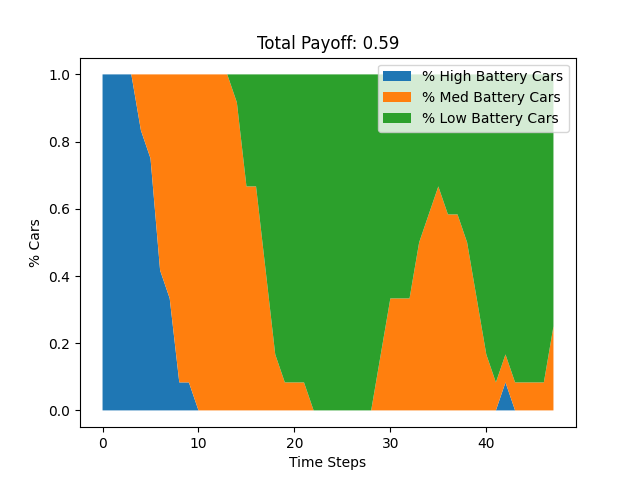 Total Payoff: 0.59
% High Battery Cars
% Med Battery Cars
% Low Battery Cars
1.0
0.8
0.6
0.4
0.2
0.0
% Cars
0 10 20 30 40
Time Steps